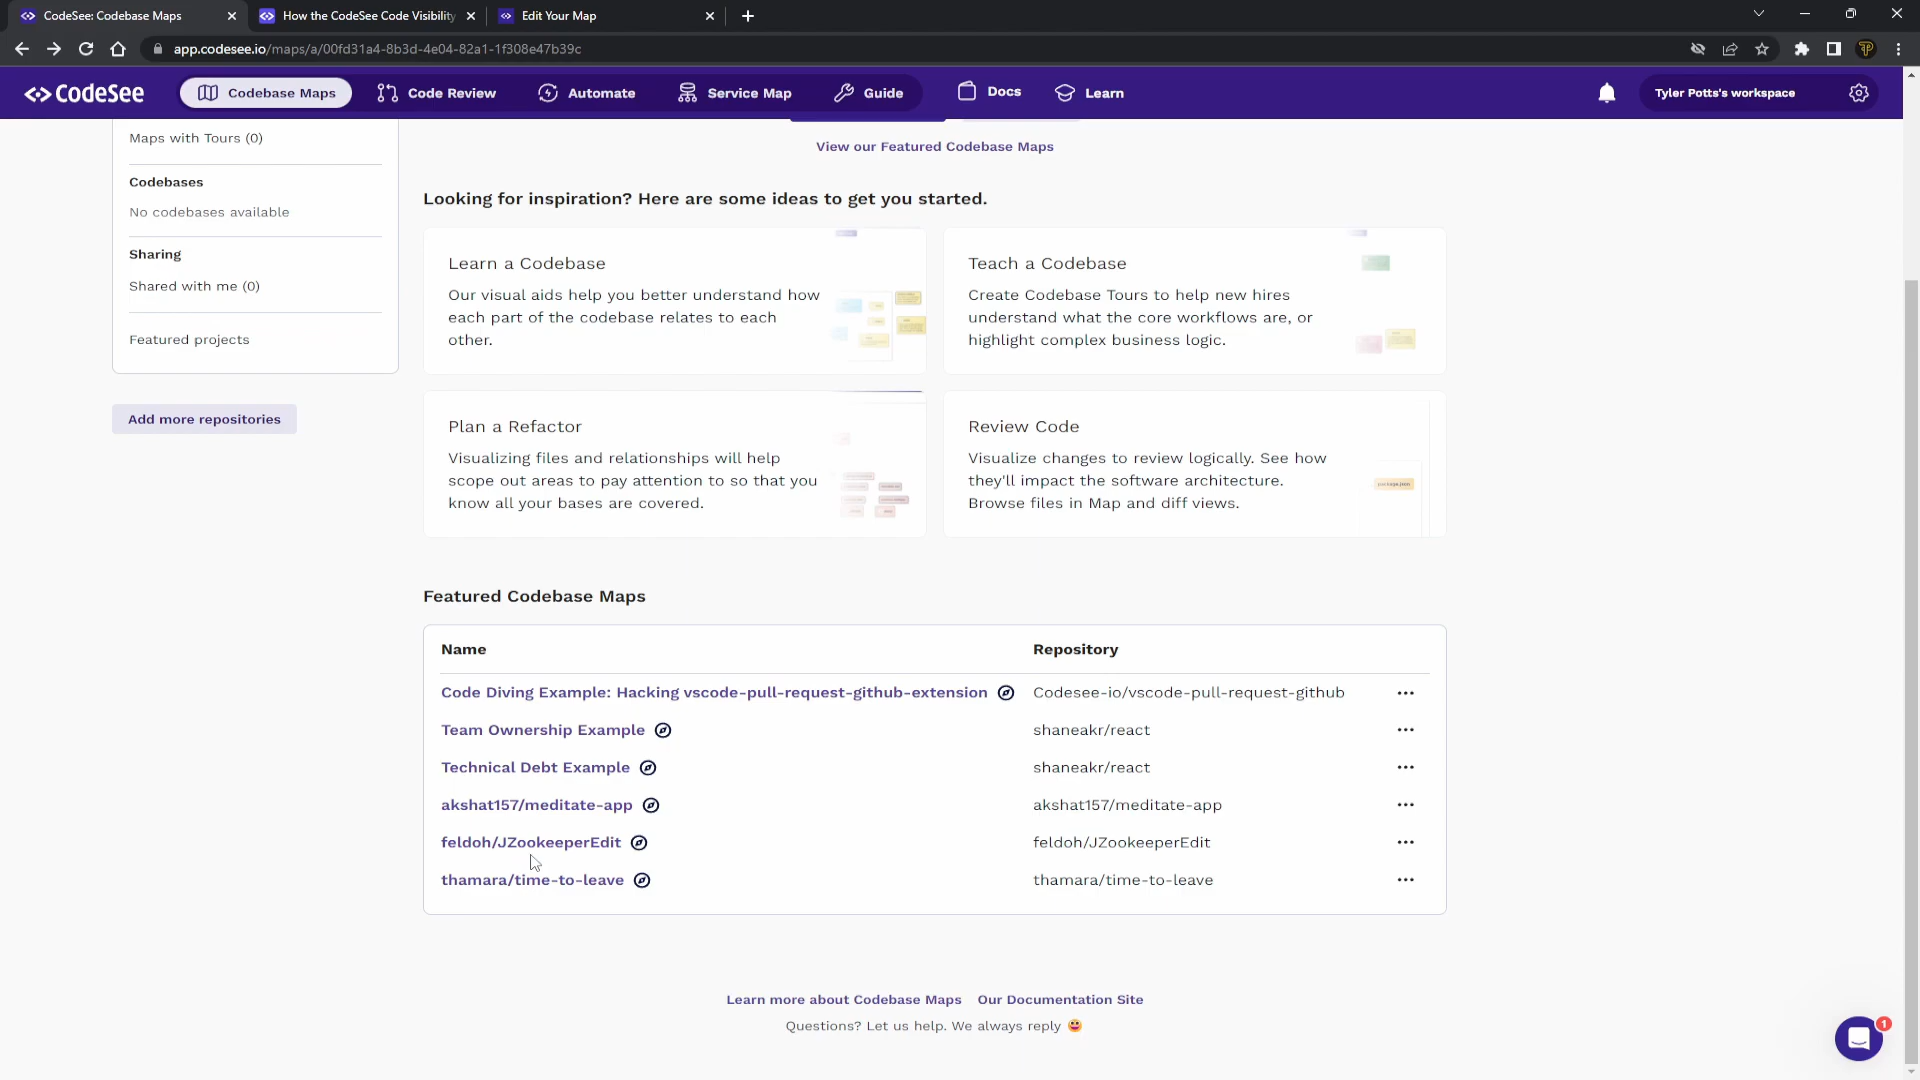 CodeSee: Codebase Maps
How the CodeSee Code Visibility
Edit Your Map
app.codesee.io/maps/a/00fd31a4-8b3d-4e04-82a1-1f308e47b39c
CodeSee
Codebase Maps
Code Review
Automate
Service Map
Guide
Docs
Learn
Tyler Potts's workspace
Maps with Tours (0)
Codebases
No codebases available
Sharing
Shared with me (0)
Featured projects
Add more repositories
View our Featured Codebase Maps
Looking for inspiration? Here are some ideas to get you started.
Learn a Codebase
Our visual aids help you better understand how
each part of the codebase relates to each
other.
Teach a Codebase
Create Codebase Tours to help new hires
understand what the core workflows are, or
highlight complex business logic.
Plan a Refactor
Visualizing files and relationships will help
scope out areas to pay attention to so that you
know all your bases are covered.
Review Code
Visualize changes to review logically. See how
they'll impact the software architecture.
Browse files in Map and diff views.
package.json
Featured Codebase Maps
Name Repository
Code Diving Example: Hacking vscode-pull-request-github-extension Codesee-io/vscode-pull-request-github
Team Ownership Example shaneakr/react
Technical Debt Example shaneakr/react
akshat157/meditate-app akshat157/meditate-app
feldoh/JZookeeperEdit feldoh/JZookeeperEdit
thamara/time-to-leave thamara/time-to-leave
Learn more about Codebase Maps Our Documentation Site
Questions? Let us help. We always reply 😀
1